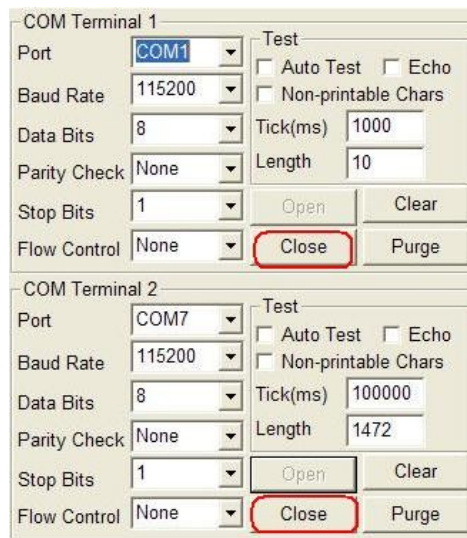 COM Terminal 1
Port COM1
Baud Rate 115200
Data Bits 8
Parity Check None
Stop Bits 1
Flow Control None
Test
Auto Test Echo
Non-printable Chars
Tick(ms) 1000
Length 10
Open Clear
Close Purge
COM Terminal 2
Port COM7
Baud Rate 115200
Data Bits 8
Parity Check None
Stop Bits 1
Flow Control None
Test
Auto Test Echo
Non-printable Chars
Tick(ms) 100000
Length 1472
Open Clear
Close Purge